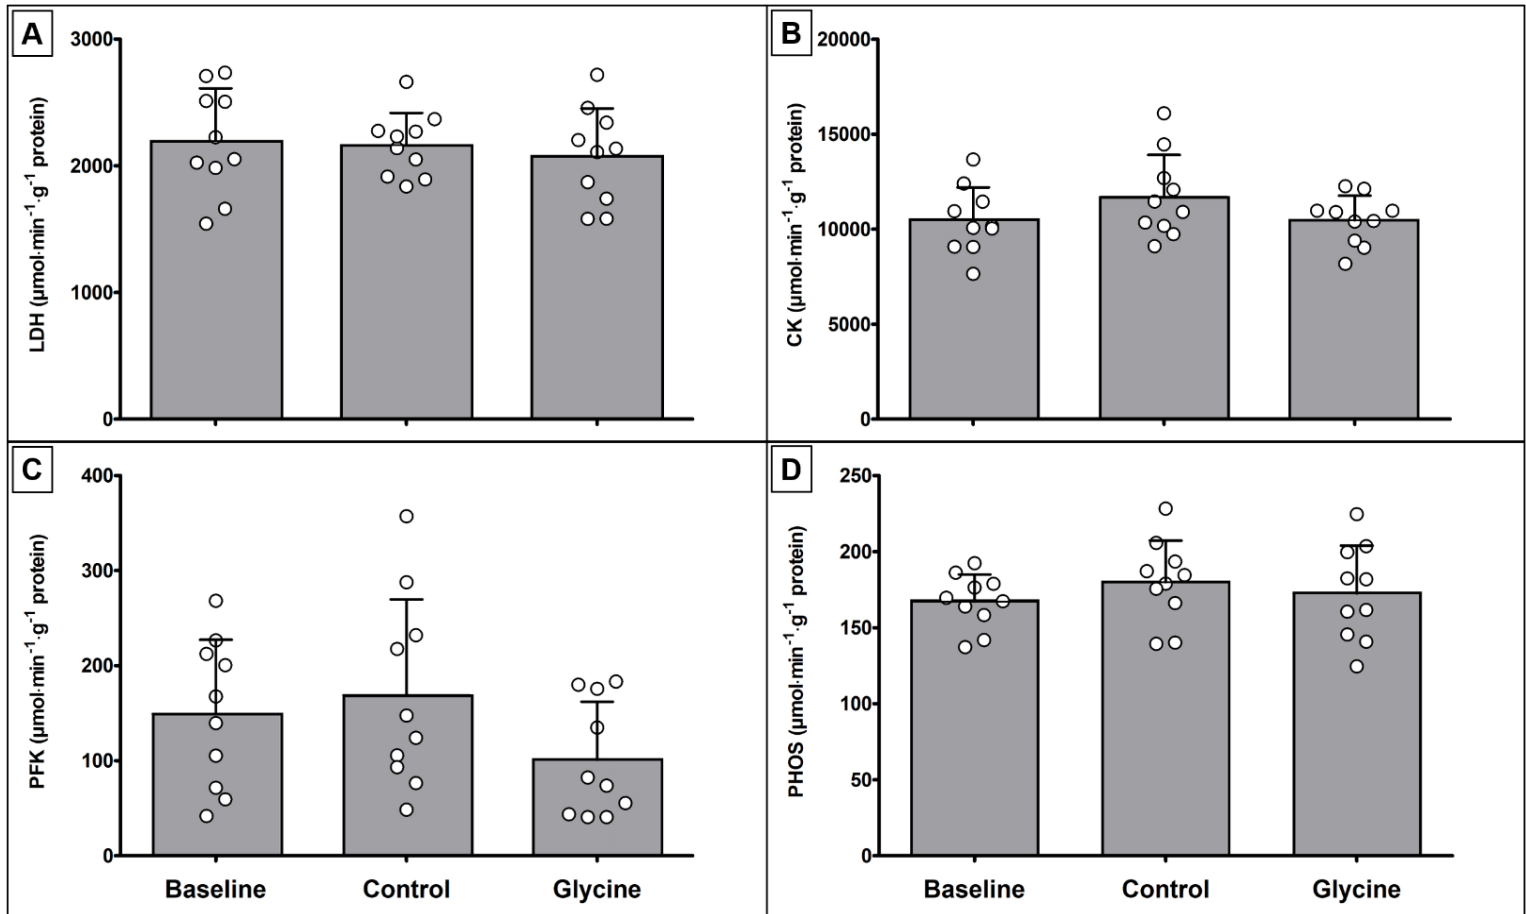 A
LDH (μmol·min⁻¹·g⁻¹ protein)
3000
2000
1000
0
B
CK (μmol·min⁻¹·g⁻¹ protein)
20000
15000
10000
5000
0
C
PFK (μmol·min⁻¹·g⁻¹ protein)
400
300
200
100
0
Baseline Control Glycine
D
PHOS (μmol·min⁻¹·g⁻¹ protein)
250
200
150
100
50
0
Baseline Control Glycine